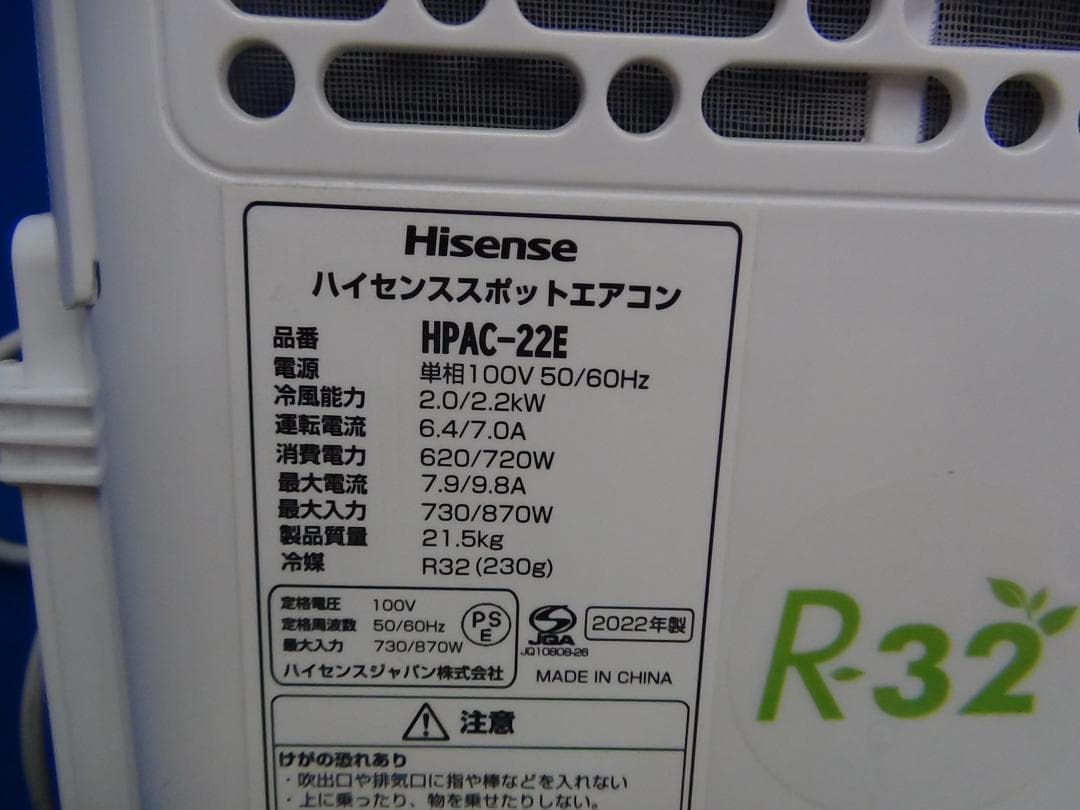 Hisense
ハイセンススポットエアコン
品番 HPAC-22E
電源 単相100V 50/60Hz
冷風能力 2.0/2.2kW
運転電流 6.4/7.0A
消費電力 620/720W
最大電流 7.9/9.8A
最大入力 730/870W
製品質量 21.5kg
冷媒 R32(230g)
定格電圧 100V
定格周波数 50/60Hz
最大入力 730/870W
ハイセンスジャパン株式会社
PS
E
JQA
JQ10808-26
2022年製
MADE IN CHINA
R-32
注意
けがの恐れあり
・吹出口や排気口に指や棒などを入れない
・上に乗ったり、物を乗せたりしない。